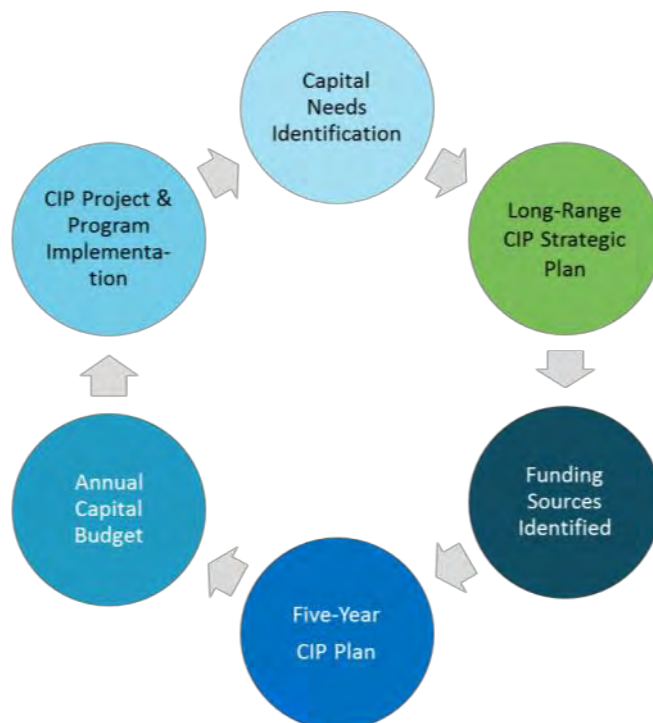 Capital
Needs
Identification
Long-Range
CIP Strategic
Plan
Funding
Sources
Identified
Five-Year
CIP Plan
Annual
Capital
Budget
CIP Project &
Program
Implementa-
tion